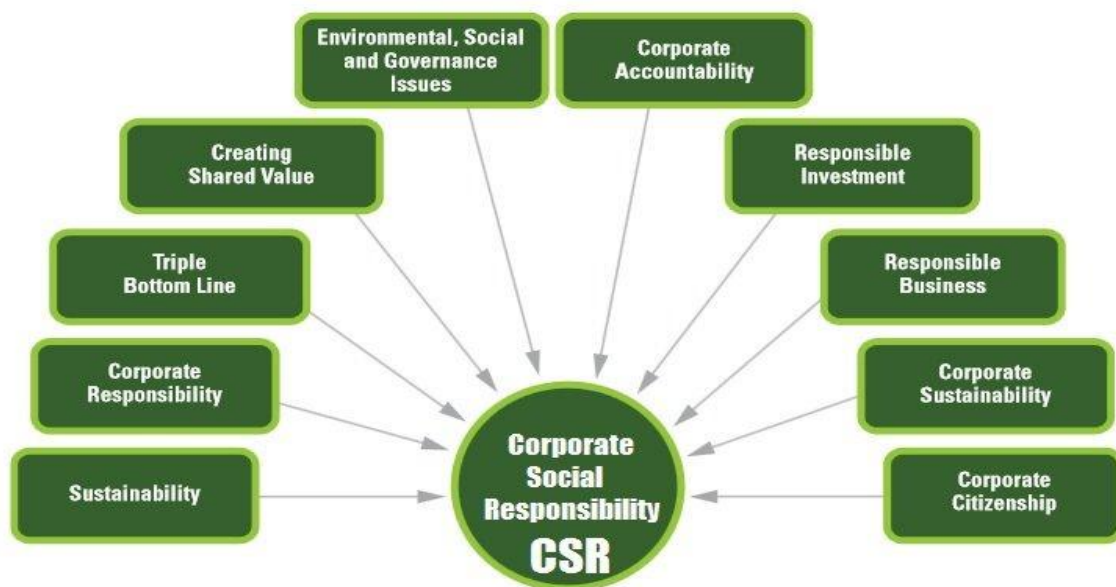 Environmental, Social
and Governance
Issues
Corporate
Accountability
Creating
Shared Value
Responsible
Investment
Triple
Bottom Line
Responsible
Business
Corporate
Responsibility
Corporate
Sustainability
Sustainability
Corporate
Social
Responsibility
CSR
Corporate
Citizenship